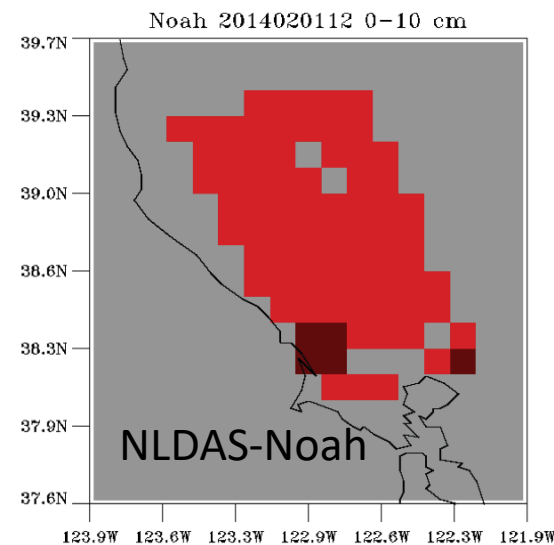 Noah 2014020112 0-10 cm
39.7N
39.3N
39.0N
38.6N
38.3N
37.9N
37.6N
NLDAS-Noah
123.9W 123.6W 123.3W 122.9W 122.6W 122.3W 121.9W